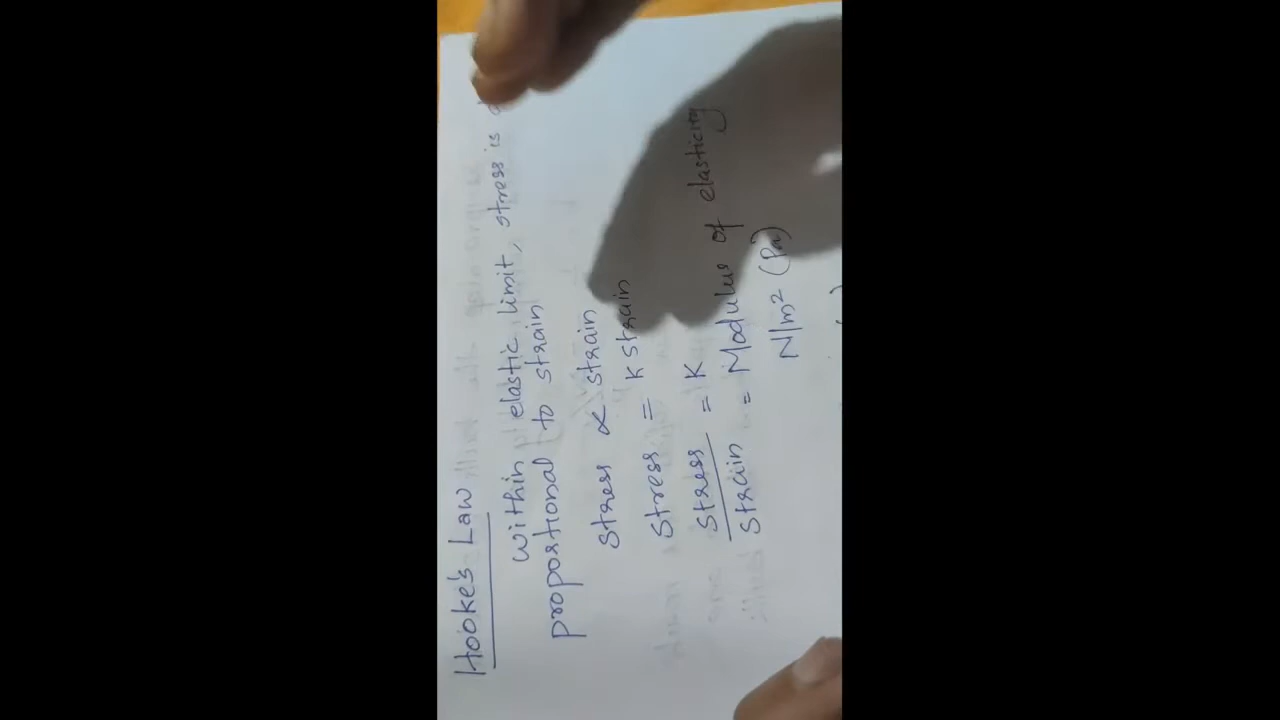 Hooke's Law
Within elastic limit, stress is
proportional to strain
Stress ∝ strain
Stress = K strain
Stress / Strain = K
= Modulus of elasticity
N/m² (Pa)